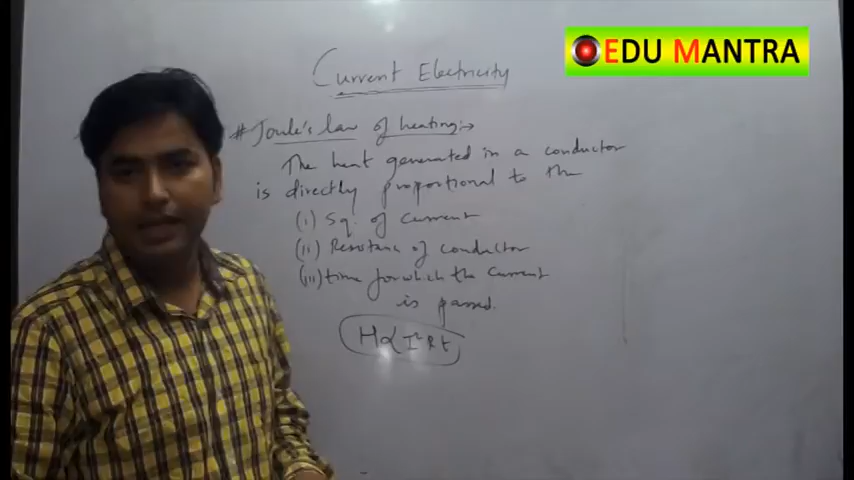 EDU MANTRA
Current Electricity
# Joule's law of heating:→
The heat generated in a conductor
is directly proportional to the
(i) Sq. of current
(ii) Resistance of conductor
(iii) time for which the current
is passed.
H∝I²Rt